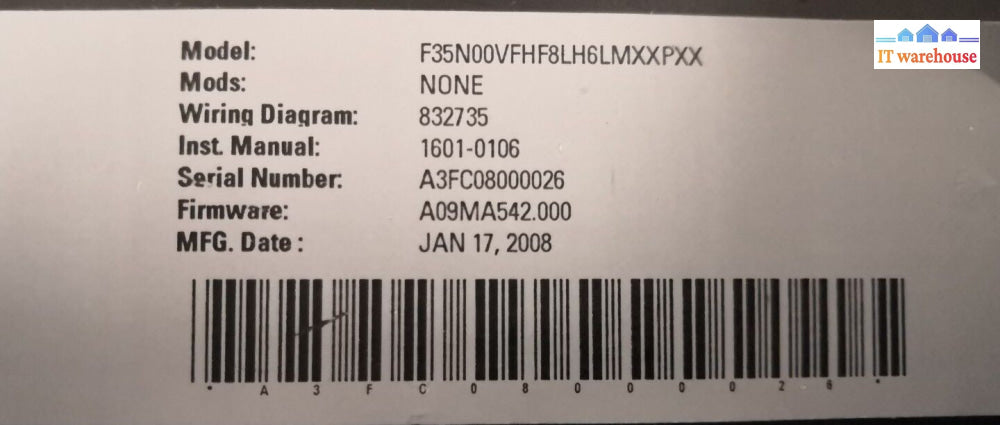 IT warehouse
Model: F35N00VFHF8LH6LMXXPXX
Mods: NONE
Wiring Diagram: 832735
Inst. Manual: 1601-0106
Serial Number: A3FC08000026
Firmware: A09MA542.000
MFG. Date : JAN 17, 2008
* A 3 F C 0 8 0 0 0 0 2 6 *